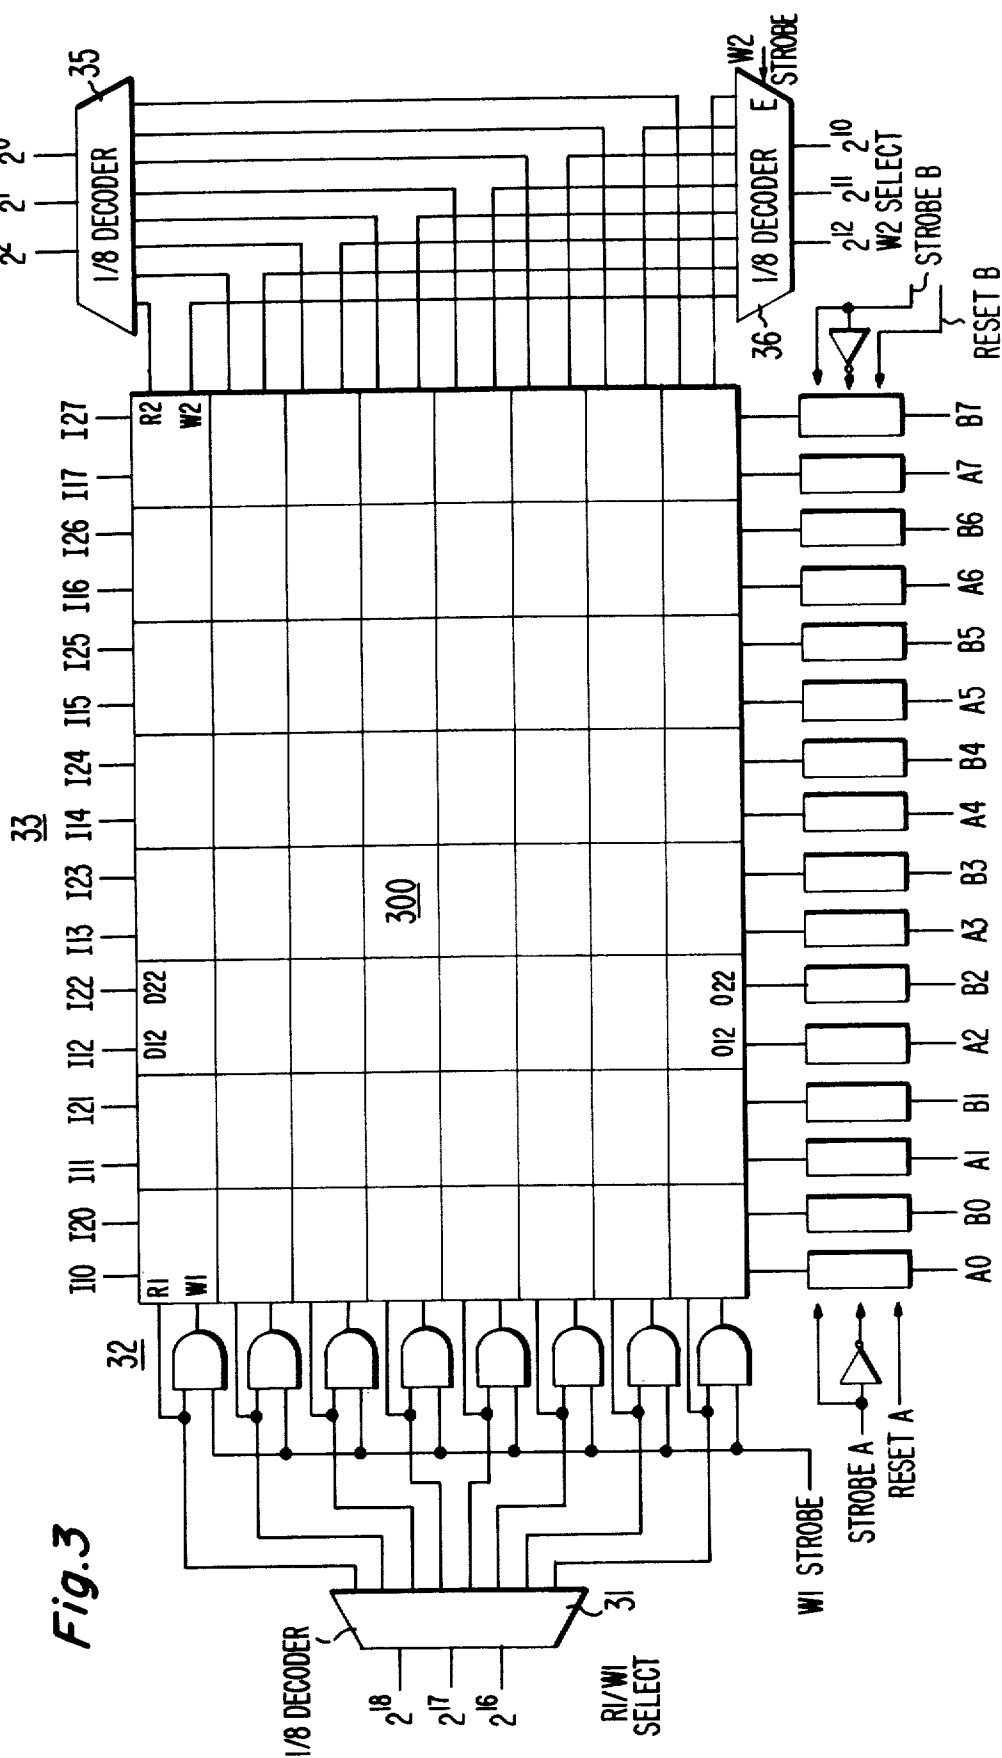 Fig.3
33
I10 I20 I11 I21 I12 I22 I13 I23 I14 I24 I15 I25 I16 I26 I17 I27
2² 2¹ 2⁰
35
1/8 DECODER
R1
W1
O12 O22
R2
W2
32
300
1/8 DECODER
31
2¹⁸
2¹⁷
2¹⁶
R1/W1
SELECT
O12 O22
36
1/8 DECODER
E
W2
STROBE
2¹² 2¹¹ 2¹⁰
W2 SELECT
W1 STROBE
STROBE A
RESET A
STROBE B
RESET B
A0 B0 A1 B1 A2 B2 A3 B3 A4 B4 A5 B5 A6 B6 A7 B7